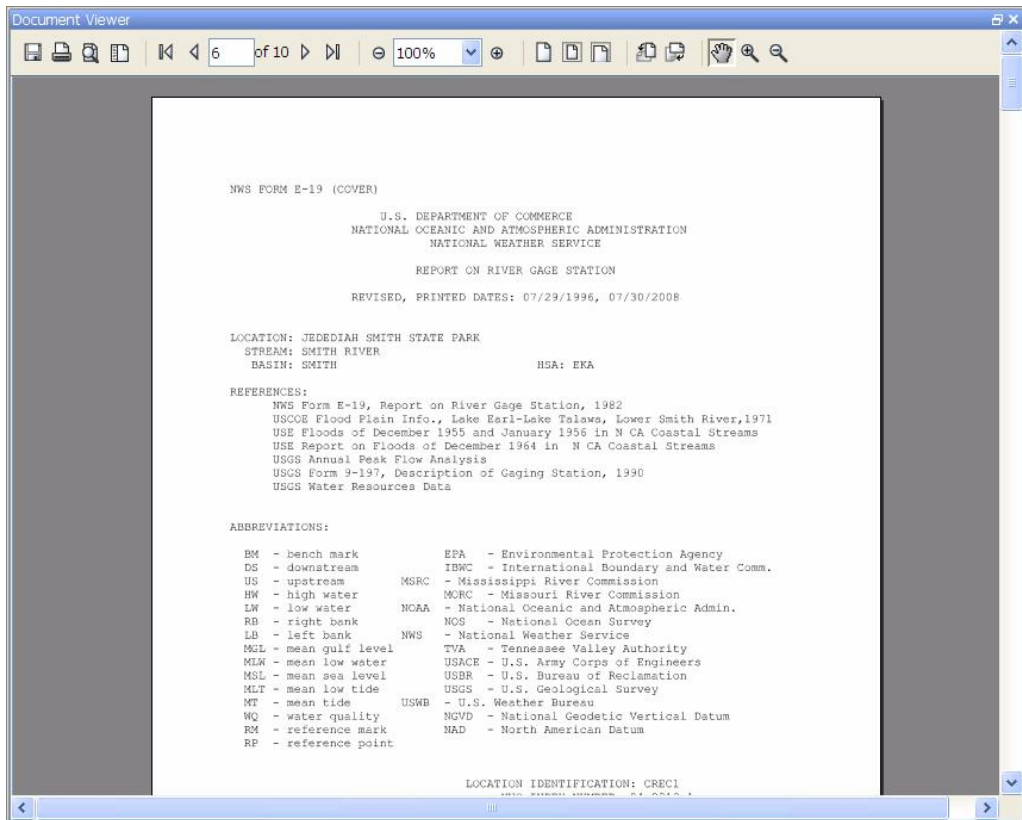 Document Viewer
6 of 10 100%
NWS FORM E-19 (COVER)
U.S. DEPARTMENT OF COMMERCE
NATIONAL OCEANIC AND ATMOSPHERIC ADMINISTRATION
NATIONAL WEATHER SERVICE
REPORT ON RIVER GAGE STATION
REVISED, PRINTED DATES: 07/29/1996, 07/30/2008
LOCATION: JEDEDIAH SMITH STATE PARK
STREAM: SMITH RIVER
BASIN: SMITH HSA: EKA
REFERENCES:
NWS Form E-19, Report on River Gage Station, 1982
USCOE Flood Plain Info., Lake Earl-Lake Talawa, Lower Smith River,1971
USE Floods of December 1955 and January 1956 in N CA Coastal Streams
USE Report on Floods of December 1964 in N CA Coastal Streams
USGS Annual Peak Flow Analysis
USGS Form 9-197, Description of Gaging Station, 1990
USGS Water Resources Data
ABBREVIATIONS:
BM - bench mark EPA - Environmental Protection Agency
DS - downstream IBWC - International Boundary and Water Comm.
US - upstream MSRC - Mississippi River Commission
HW - high water MORC - Missouri River Commission
LW - low water NOAA - National Oceanic and Atmospheric Admin.
RB - right bank NOS - National Ocean Survey
LB - left bank NWS - National Weather Service
MGL - mean gulf level TVA - Tennessee Valley Authority
MLW - mean low water USACE - U.S. Army Corps of Engineers
MSL - mean sea level USBR - U.S. Bureau of Reclamation
MLT - mean low tide USGS - U.S. Geological Survey
MT - mean tide USWB - U.S. Weather Bureau
WQ - water quality NGVD - National Geodetic Vertical Datum
RM - reference mark NAD - North American Datum
RP - reference point
LOCATION IDENTIFICATION: CREC1